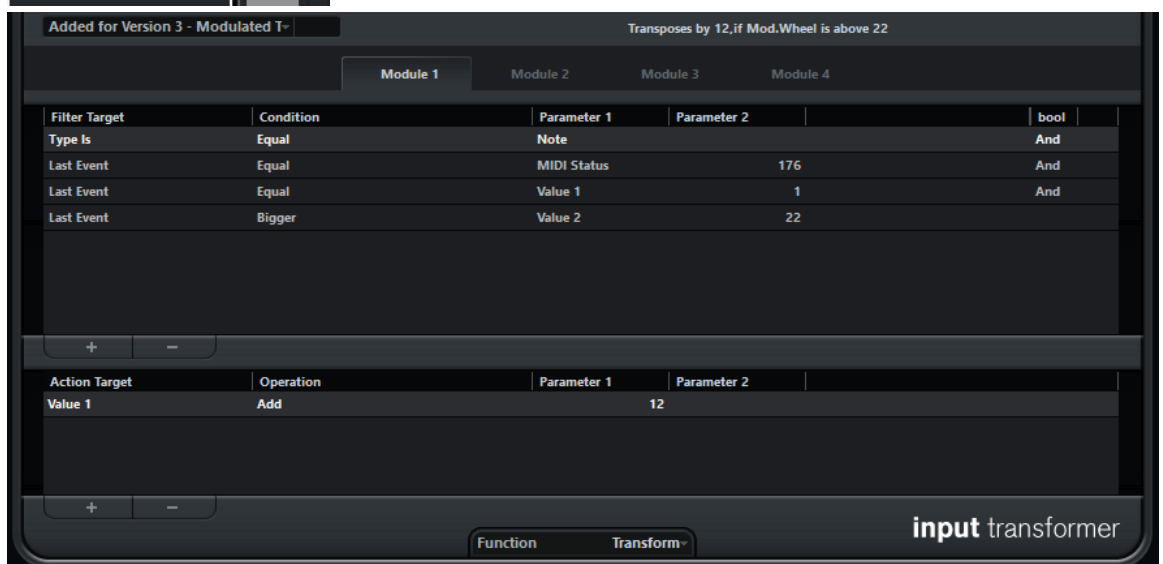 Added for Version 3 - Modulated T
Transposes by 12,if Mod.Wheel is above 22
Module 1 Module 2 Module 3 Module 4
Filter Target Condition Parameter 1 Parameter 2 bool
Type Is Equal Note And
Last Event Equal MIDI Status 176 And
Last Event Equal Value 1 1 And
Last Event Bigger Value 2 22
+ −
Action Target Operation Parameter 1 Parameter 2
Value 1 Add 12
+ −
input transformer
Function Transform